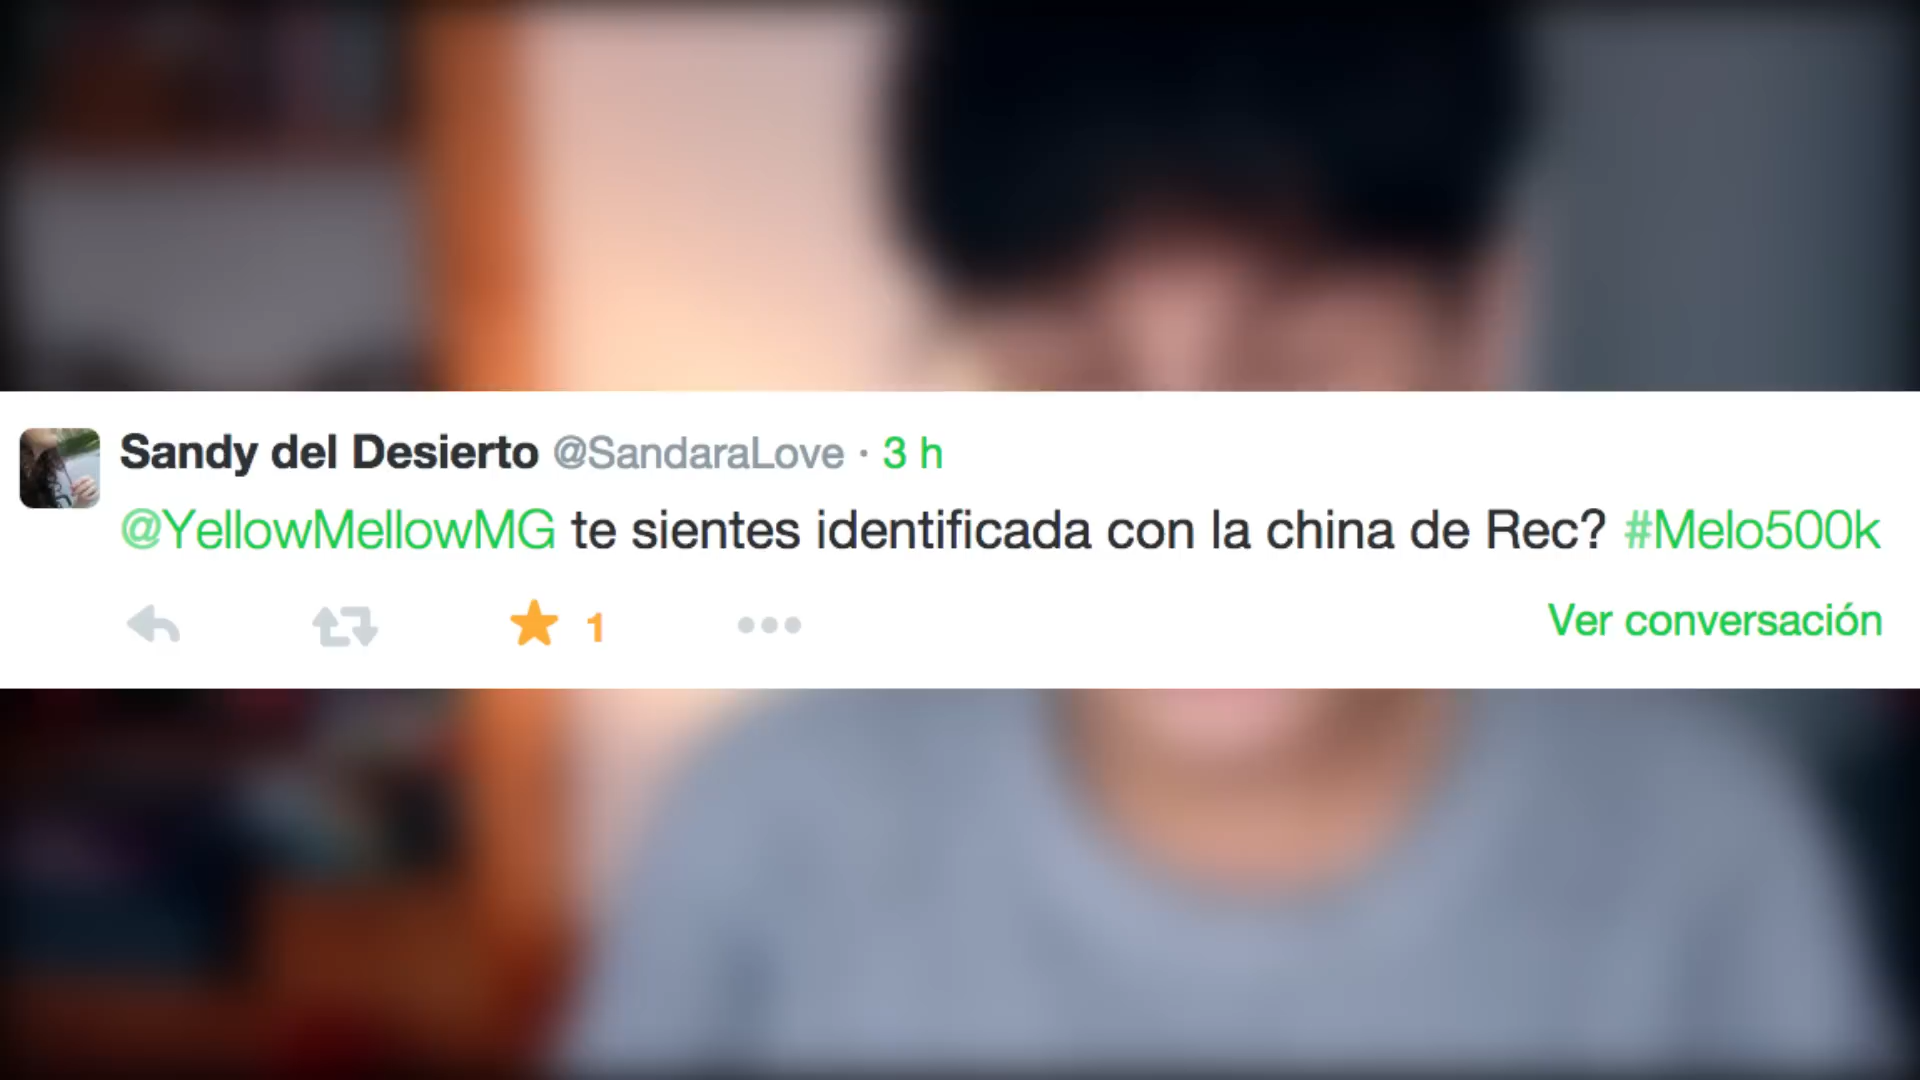 Sandy del Desierto @SandaraLove · 3 h
@YellowMellowMG te sientes identificada con la china de Rec? #Melo500k
1
Ver conversación